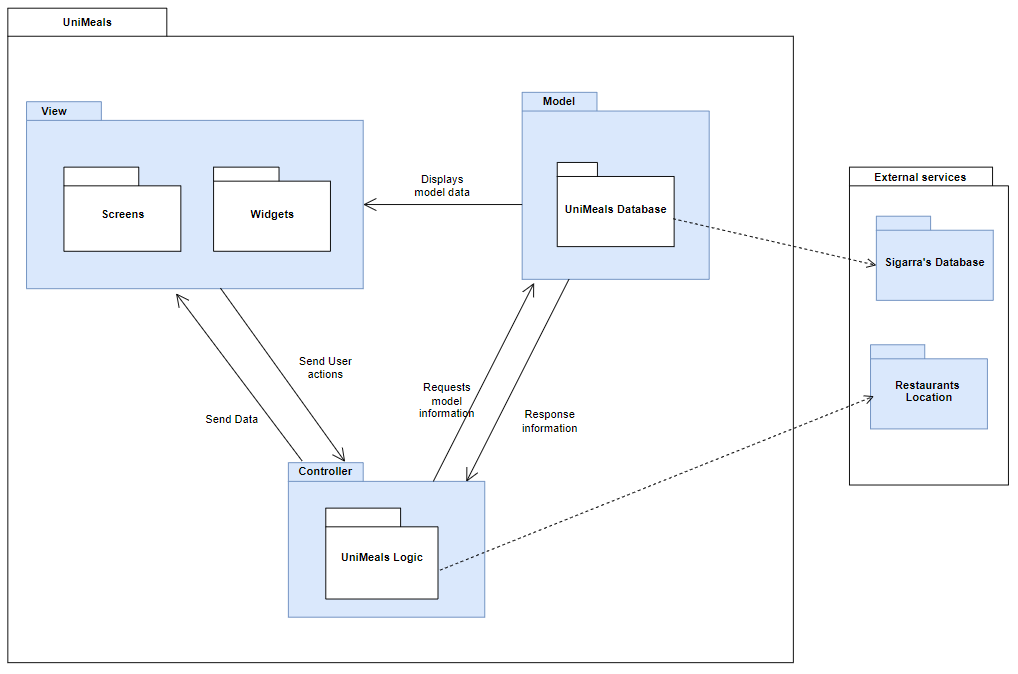 UniMeals
View
Model
Screens
Widgets
Displays
model data
UniMeals Database
External services
Sigarra's Database
Send User
actions
Send Data
Requests
model
information
Response
information
Restaurants
Location
Controller
UniMeals Logic